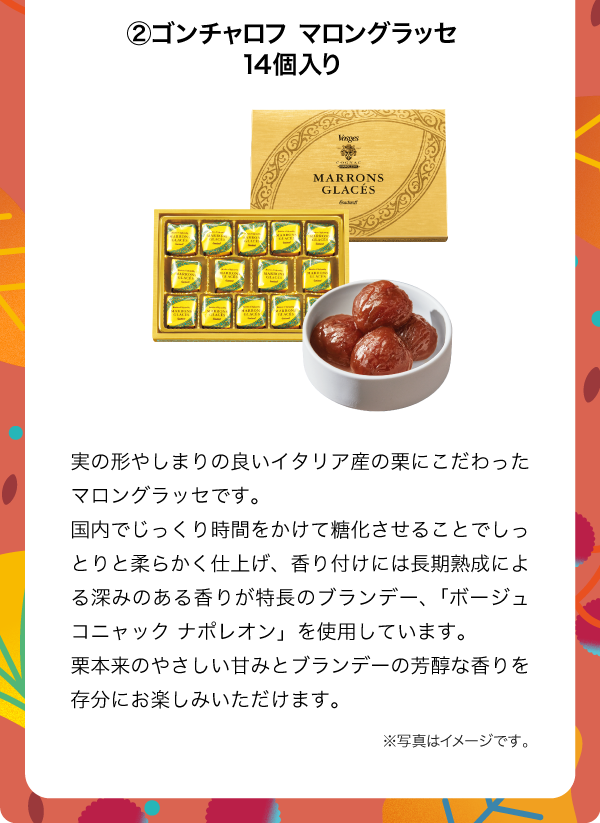 ②ゴンチャロフ マロングラッセ
14個入り
Vosges
COGNAC
MARRONS
GLACÉS
Goncharoff
MARRONS
GLACÉS
実の形やしまりの良いイタリア産の栗にこだわった
マロングラッセです。
国内でじっくり時間をかけて糖化させることでしっ
とりと柔らかく仕上げ、香り付けには長期熟成によ
る深みのある香りが特長のブランデー、「ボージュ
コニャック ナポレオン」を使用しています。
栗本来のやさしい甘みとブランデーの芳醇な香りを
存分にお楽しみいただけます。
※写真はイメージです。